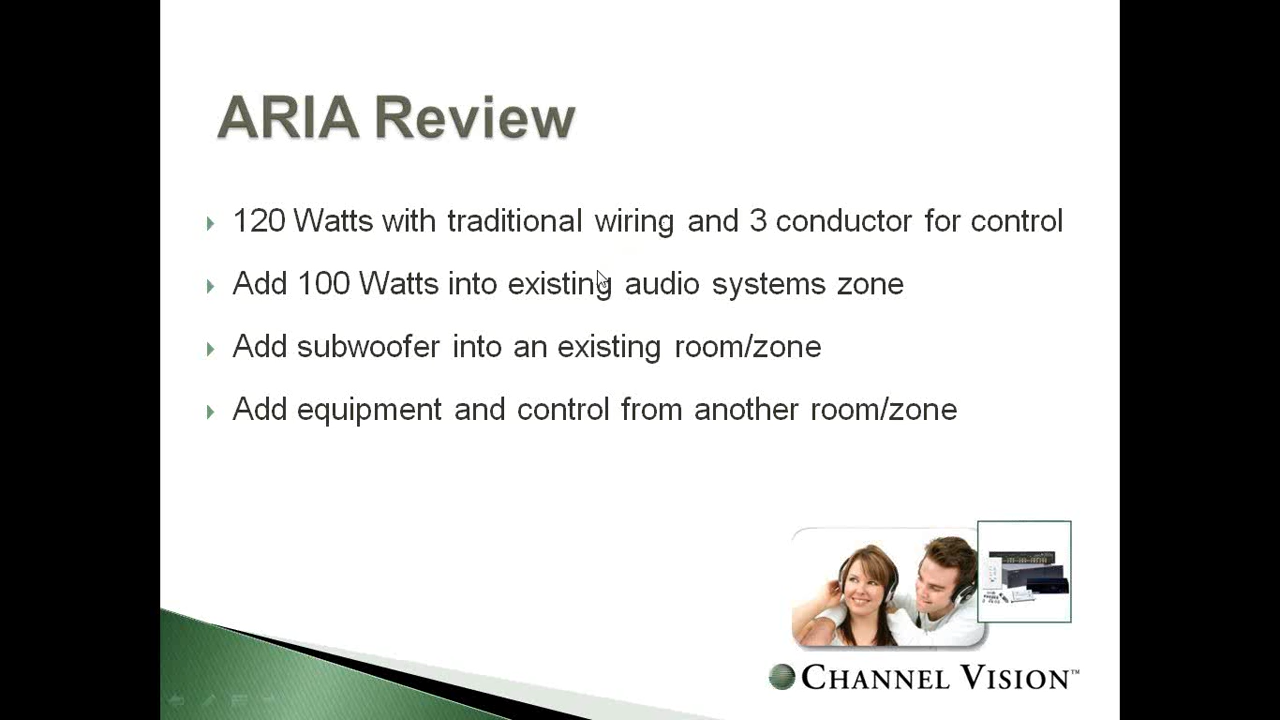 ARIA Review
120 Watts with traditional wiring and 3 conductor for control
Add 100 Watts into existing audio systems zone
Add subwoofer into an existing room/zone
Add equipment and control from another room/zone
CHANNEL VISION™